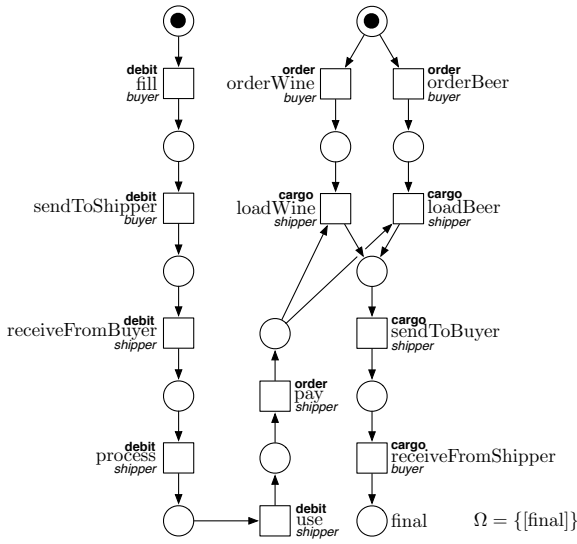 debit
fill
buyer
order
orderWine
buyer
order
orderBeer
buyer
debit
sendToShipper
buyer
cargo
loadWine
shipper
cargo
loadBeer
shipper
debit
receiveFromBuyer
shipper
cargo
sendToBuyer
shipper
order
pay
shipper
debit
process
shipper
cargo
receiveFromShipper
buyer
debit
use
shipper
final
Ω = {[final]}